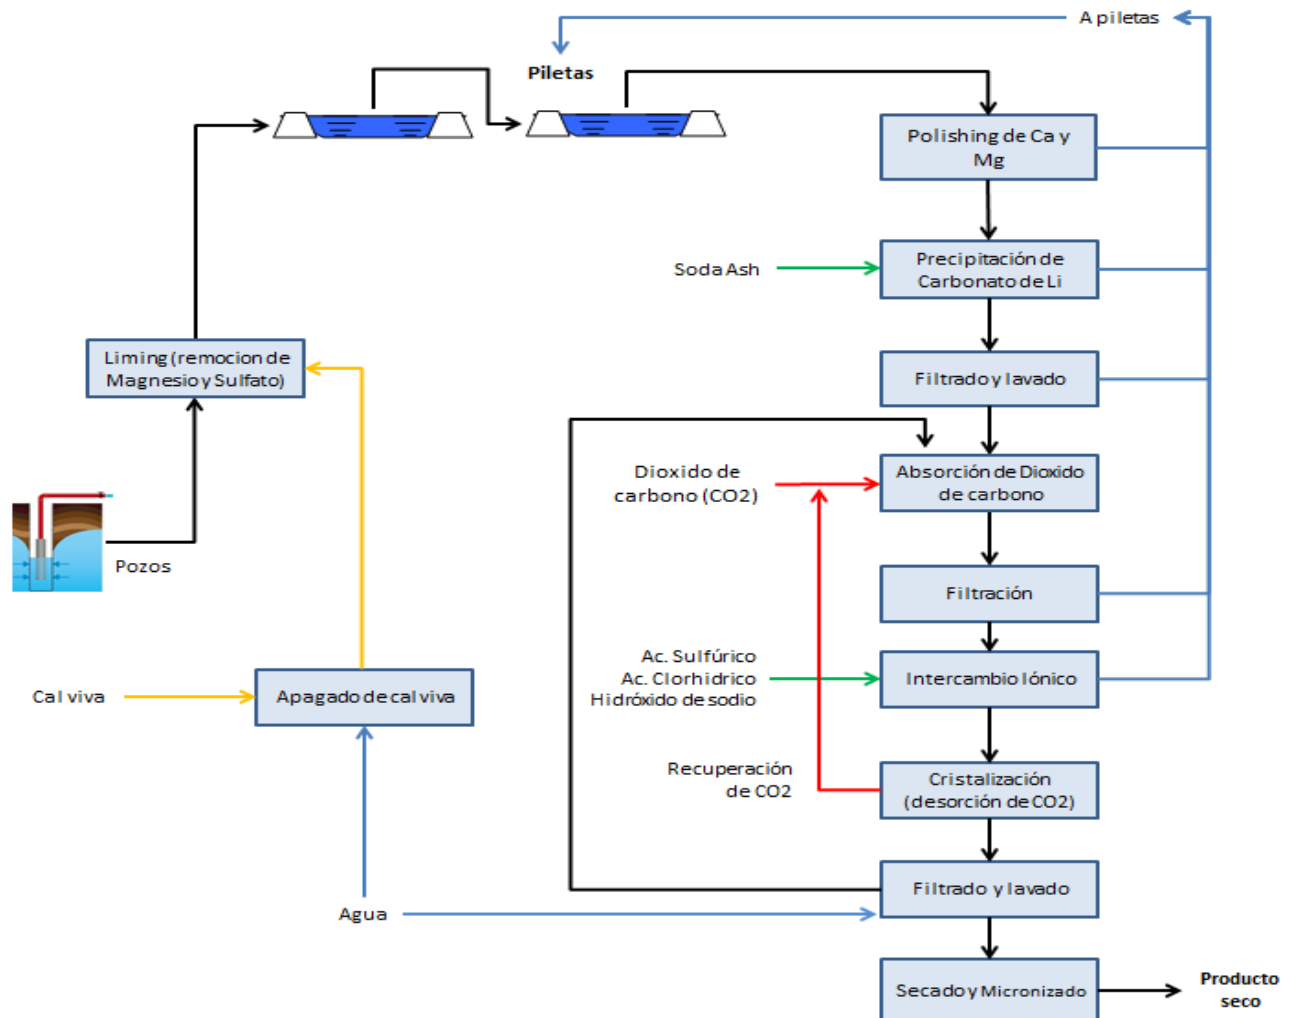 A piletas
Piletas
Polishing de Ca y
Mg
Soda Ash
Precipitación de
Carbonato de Li
Liming (remocion de
Magnesio y Sulfato)
Filtrado y lavado
Dioxido de
carbono (CO2)
Absorción de Dioxido
de carbono
Pozos
Filtración
Ac. Sulfúrico
Ac. Clorhidrico
Hidróxido de sodio
Intercambio Iónico
Cal viva
Apagado de cal viva
Recuperación
de CO2
Cristalización
(desorción de CO2)
Filtrado y lavado
Agua
Secado y Micronizado
Producto
seco